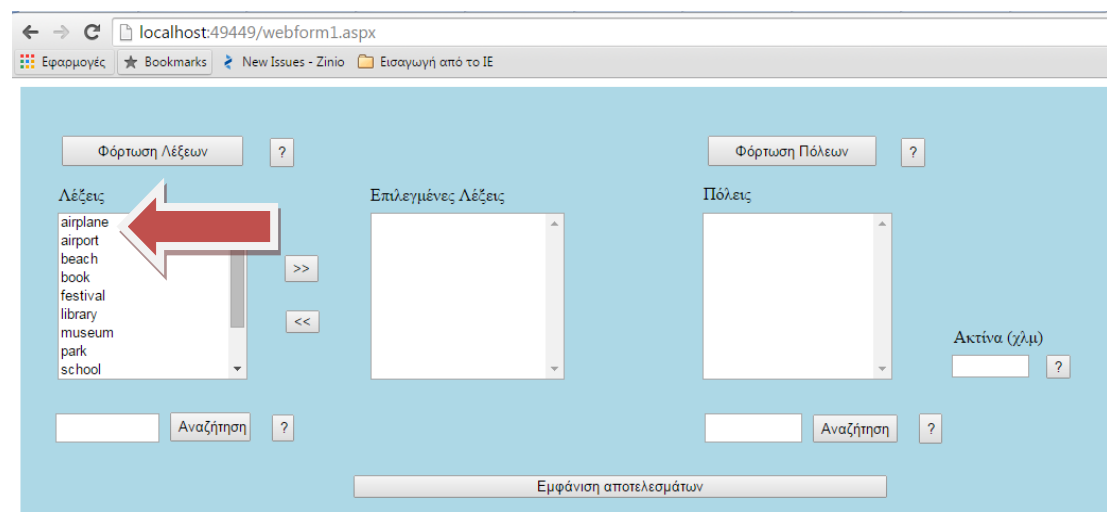 localhost:49449/webform1.aspx
Εφαρμογές Bookmarks New Issues - Zinio Εισαγωγή από το IE
Φόρτωση Λέξεων ? Φόρτωση Πόλεων ?
Λέξεις Επιλεγμένες Λέξεις Πόλεις
airplane
airport
beach
book
festival
library
museum
park
school
>>
<<
Ακτίνα (χλμ)
?
Αναζήτηση ? Αναζήτηση ?
Εμφάνιση αποτελεσμάτων